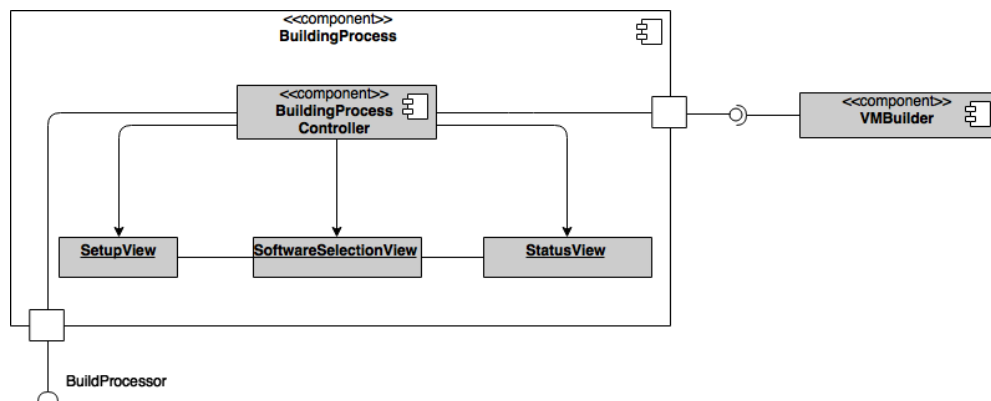 <<component>>
BuildingProcess
<<component>>
BuildingProcess
Controller
<<component>>
VMBuilder
SetupView
SoftwareSelectionView
StatusView
BuildProcessor